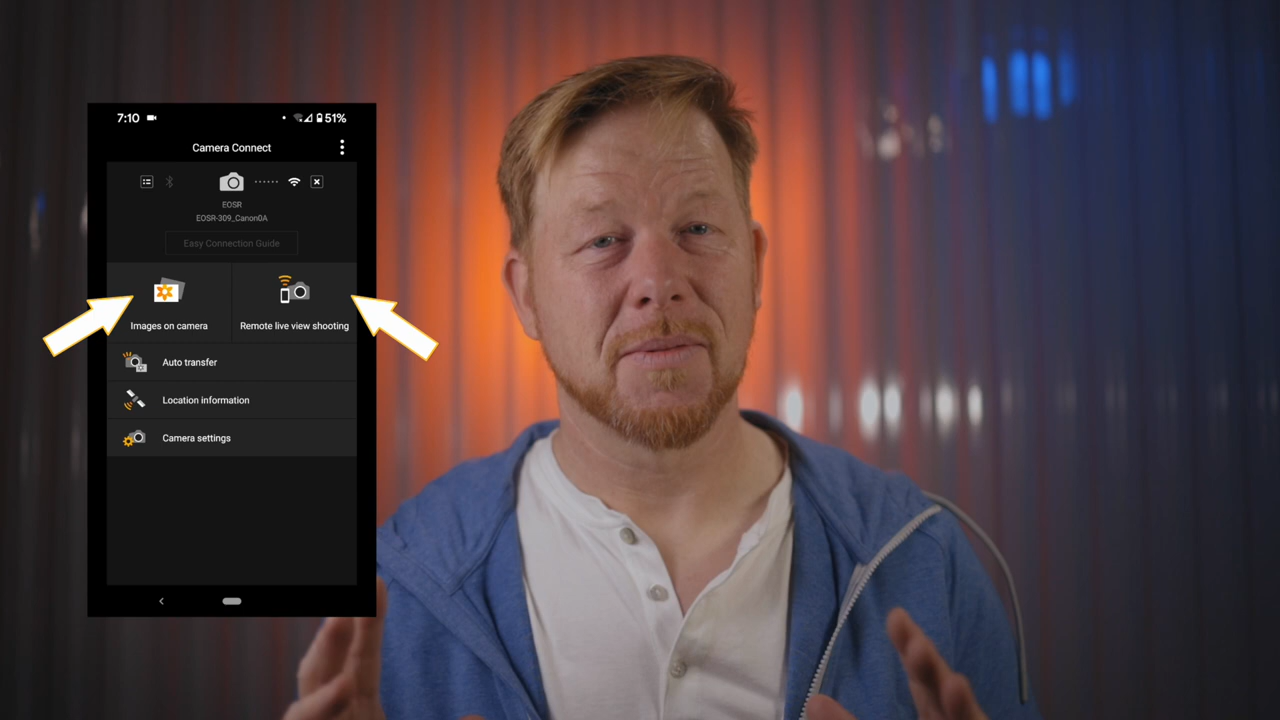 7:10
51%
Camera Connect
EOSR
EOSR-309_Canon0A
Easy Connection Guide
Images on camera
Remote live view shooting
Auto transfer
Location information
Camera settings